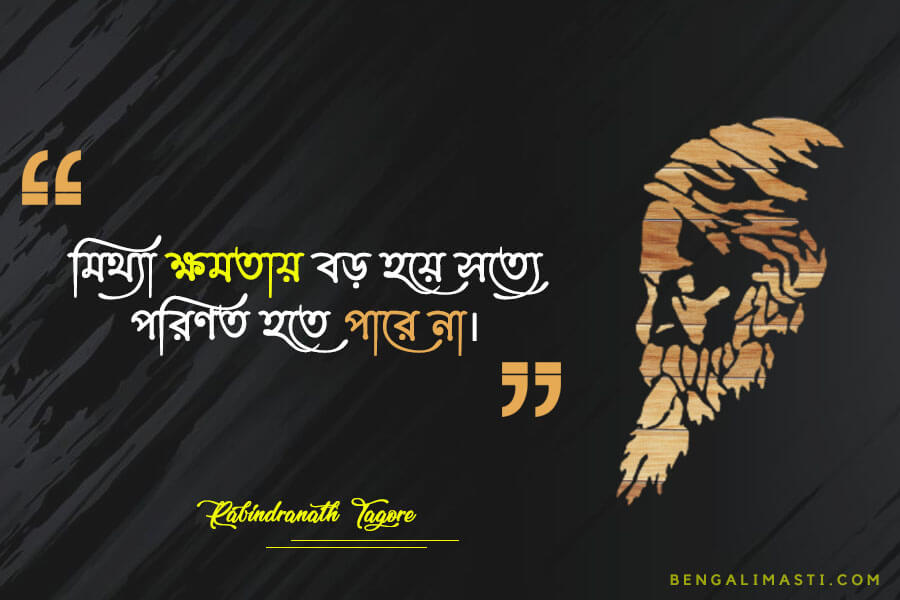 মিথ্যা ক্ষমতায় বড় হয়ে সত্যে
পরিণত হতে পারে না।
Rabindranath Tagore
BENGALIMASTI.COM